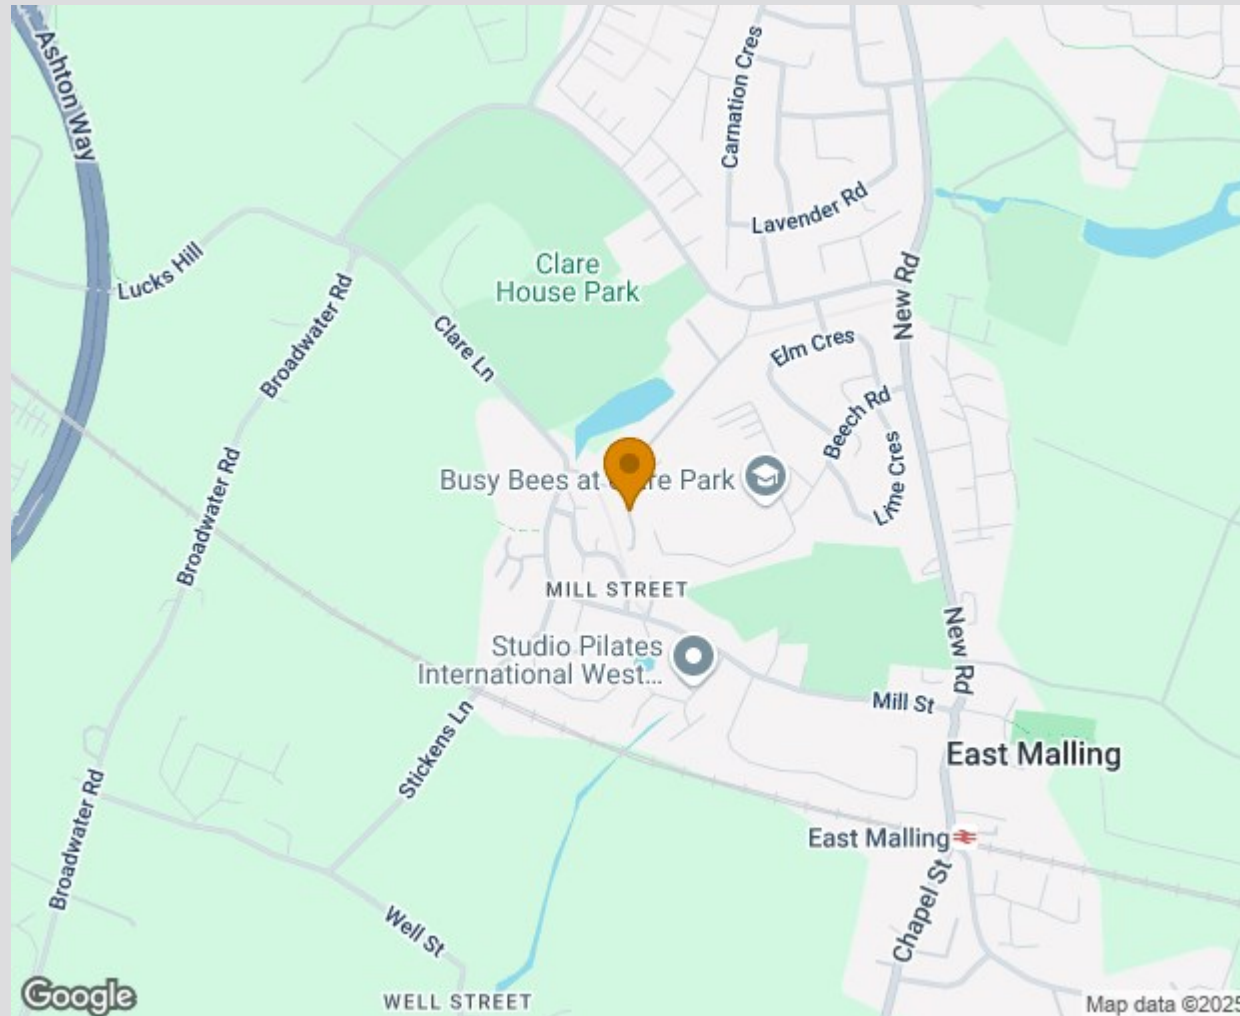 Ashton Way
Carnation Cres
Lavender Rd
Lucks Hill
Clare
House Park
Broadwater Rd
New Rd
Clare Ln
Elm Cres
Beech Rd
Lime Cres
Broadwater Rd
Busy Bees at Clare Park
MILL STREET
Studio Pilates
International West...
New Rd
Mill St
Stickens Ln
East Malling
Broadwater Rd
East Malling
Chapel St
Well St
WELL STREET
Google
Map data ©2025